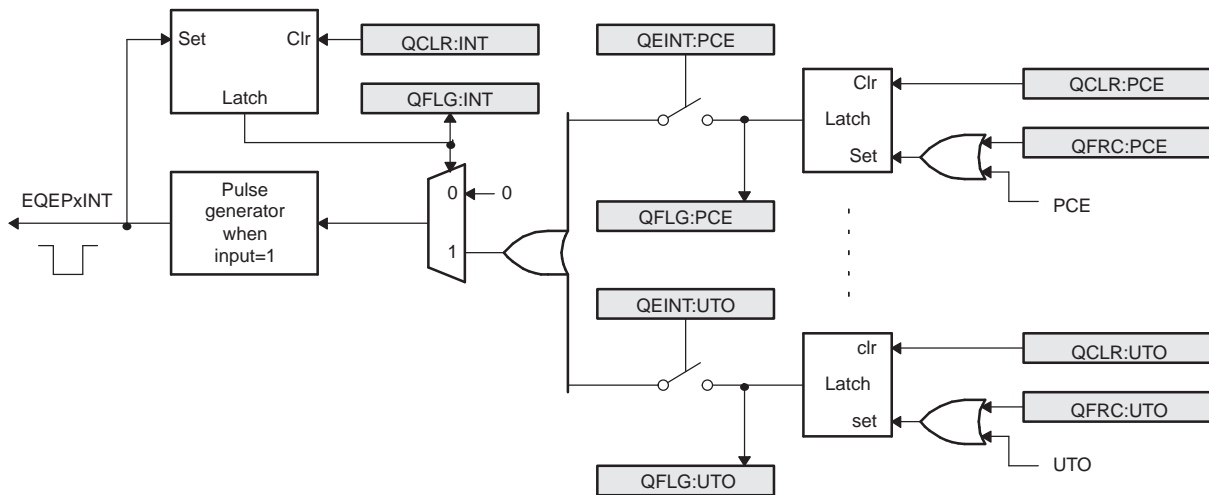 Set
Clr
Latch
QCLR:INT
QFLG:INT
EQEPxINT
Pulse
generator
when
input=1
0
0
1
QEINT:PCE
QFLG:PCE
Clr
Latch
Set
QCLR:PCE
QFRC:PCE
PCE
QEINT:UTO
QFLG:UTO
clr
Latch
set
QCLR:UTO
QFRC:UTO
UTO